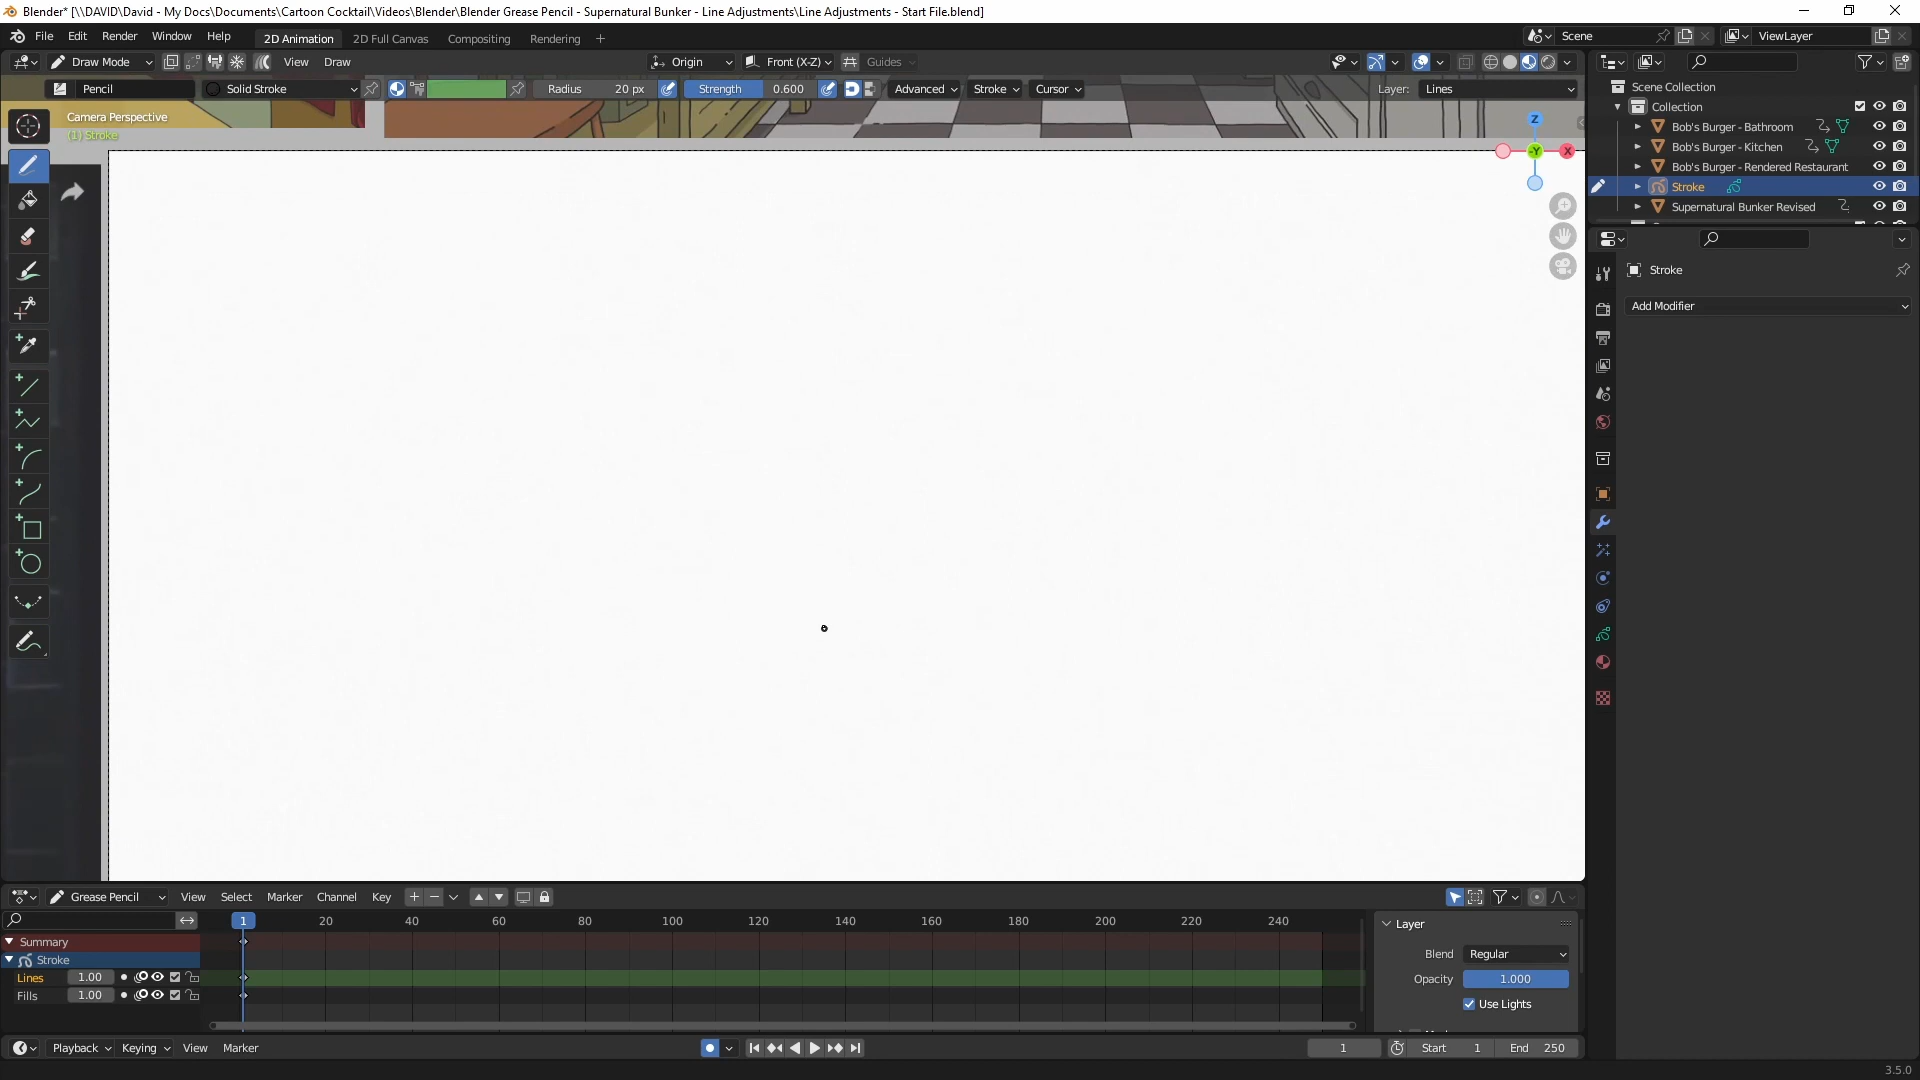 Blender* [\\DAVID\David - My Docs\Documents\Cartoon Cocktail\Videos\Blender\Blender Grease Pencil - Supernatural Bunker - Line Adjustments\Line Adjustments - Start File.blend]
File Edit Render Window Help 2D Animation 2D Full Canvas Compositing Rendering + Scene ViewLayer
Draw Mode View Draw Origin Front (X-Z) Guides
Pencil Solid Stroke Radius 20 px Strength 0.600 Advanced Stroke Cursor Layer: Lines
Camera Perspective
(1) Stroke
Z
-Y X
Scene Collection
Collection
Bob's Burger - Bathroom
Bob's Burger - Kitchen
Bob's Burger - Rendered Restaurant
Stroke
Supernatural Bunker Revised
Stroke
Add Modifier
Grease Pencil View Select Marker Channel Key
1 20 40 60 80 100 120 140 160 180 200 220 240
Summary
Stroke
Lines 1.00
Fills 1.00
Layer
Blend Regular
Opacity 1.000
Use Lights
Playback Keying View Marker 1 Start 1 End 250
3.5.0